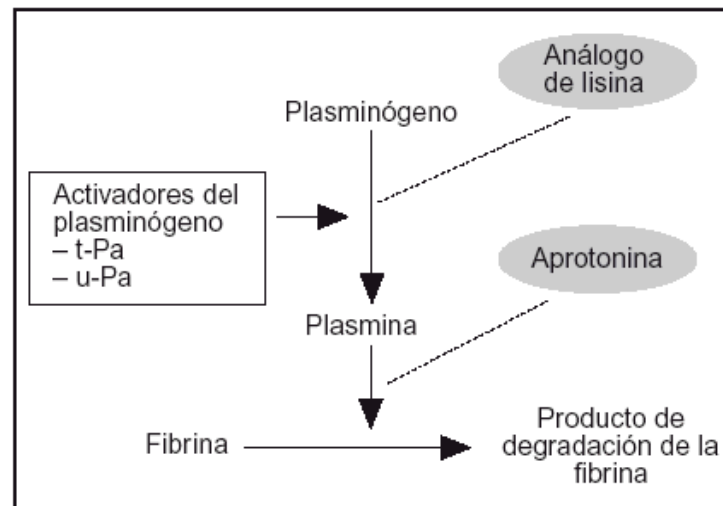 Análogo
de lisina
Plasminógeno
Activadores del
plasminógeno
– t-Pa
– u-Pa
Aprotonina
Plasmina
Fibrina
Producto de
degradación de la
fibrina